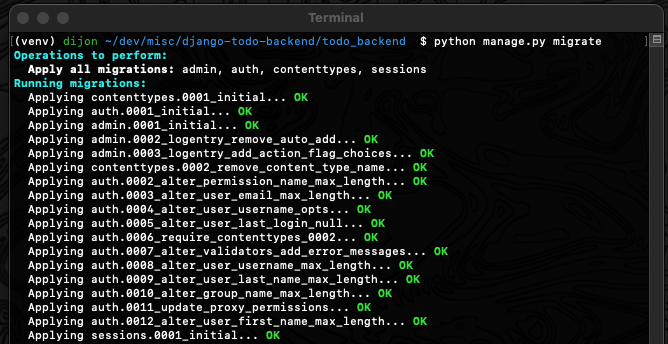 Terminal
[(venv) dijon ~/dev/misc/django-todo-backend/todo_backend $ python manage.py migrate ]
Operations to perform:
Apply all migrations: admin, auth, contenttypes, sessions
Running migrations:
Applying contenttypes.0001_initial... OK
Applying auth.0001_initial... OK
Applying admin.0001_initial... OK
Applying admin.0002_logentry_remove_auto_add... OK
Applying admin.0003_logentry_add_action_flag_choices... OK
Applying contenttypes.0002_remove_content_type_name... OK
Applying auth.0002_alter_permission_name_max_length... OK
Applying auth.0003_alter_user_email_max_length... OK
Applying auth.0004_alter_user_username_opts... OK
Applying auth.0005_alter_user_last_login_null... OK
Applying auth.0006_require_contenttypes_0002... OK
Applying auth.0007_alter_validators_add_error_messages... OK
Applying auth.0008_alter_user_username_max_length... OK
Applying auth.0009_alter_user_last_name_max_length... OK
Applying auth.0010_alter_group_name_max_length... OK
Applying auth.0011_update_proxy_permissions... OK
Applying auth.0012_alter_user_first_name_max_length... OK
Applying sessions.0001_initial... OK